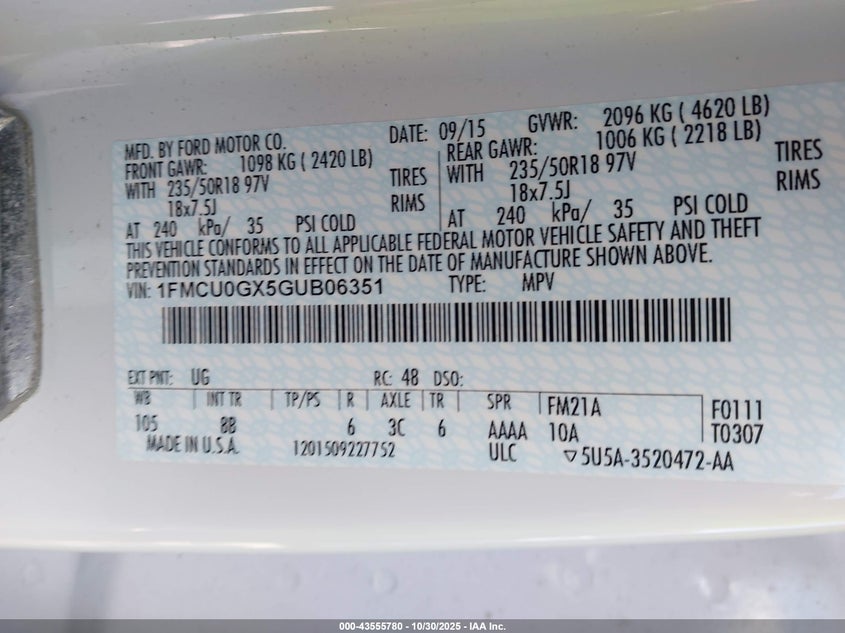 MFD. BY FORD MOTOR CO. DATE: 09/15 GVWR: 2096 KG ( 4620 LB)
FRONT GAWR: 1098 KG ( 2420 LB) REAR GAWR: 1006 KG ( 2218 LB)
WITH 235/50R18 97V TIRES WITH 235/50R18 97V TIRES
18x7.5J RIMS 18x7.5J RIMS
AT 240 kPa/ 35 PSI COLD AT 240 kPa/ 35 PSI COLD
THIS VEHICLE CONFORMS TO ALL APPLICABLE FEDERAL MOTOR VEHICLE SAFETY AND THEFT
PREVENTION STANDARDS IN EFFECT ON THE DATE OF MANUFACTURE SHOWN ABOVE.
VIN: 1FMCU0GX5GUB06351 TYPE: MPV
EXT PNT: UG RC: 48 DSO:
WB INT TR TP/PS R AXLE TR SPR FM21A F0111
105 8B 6 3C 6 AAAA 10A T0307
MADE IN U.S.A. 1201509227752 ULC ▽5U5A-3520472-AA
000-43555780 - 10/30/2025 - IAA Inc.